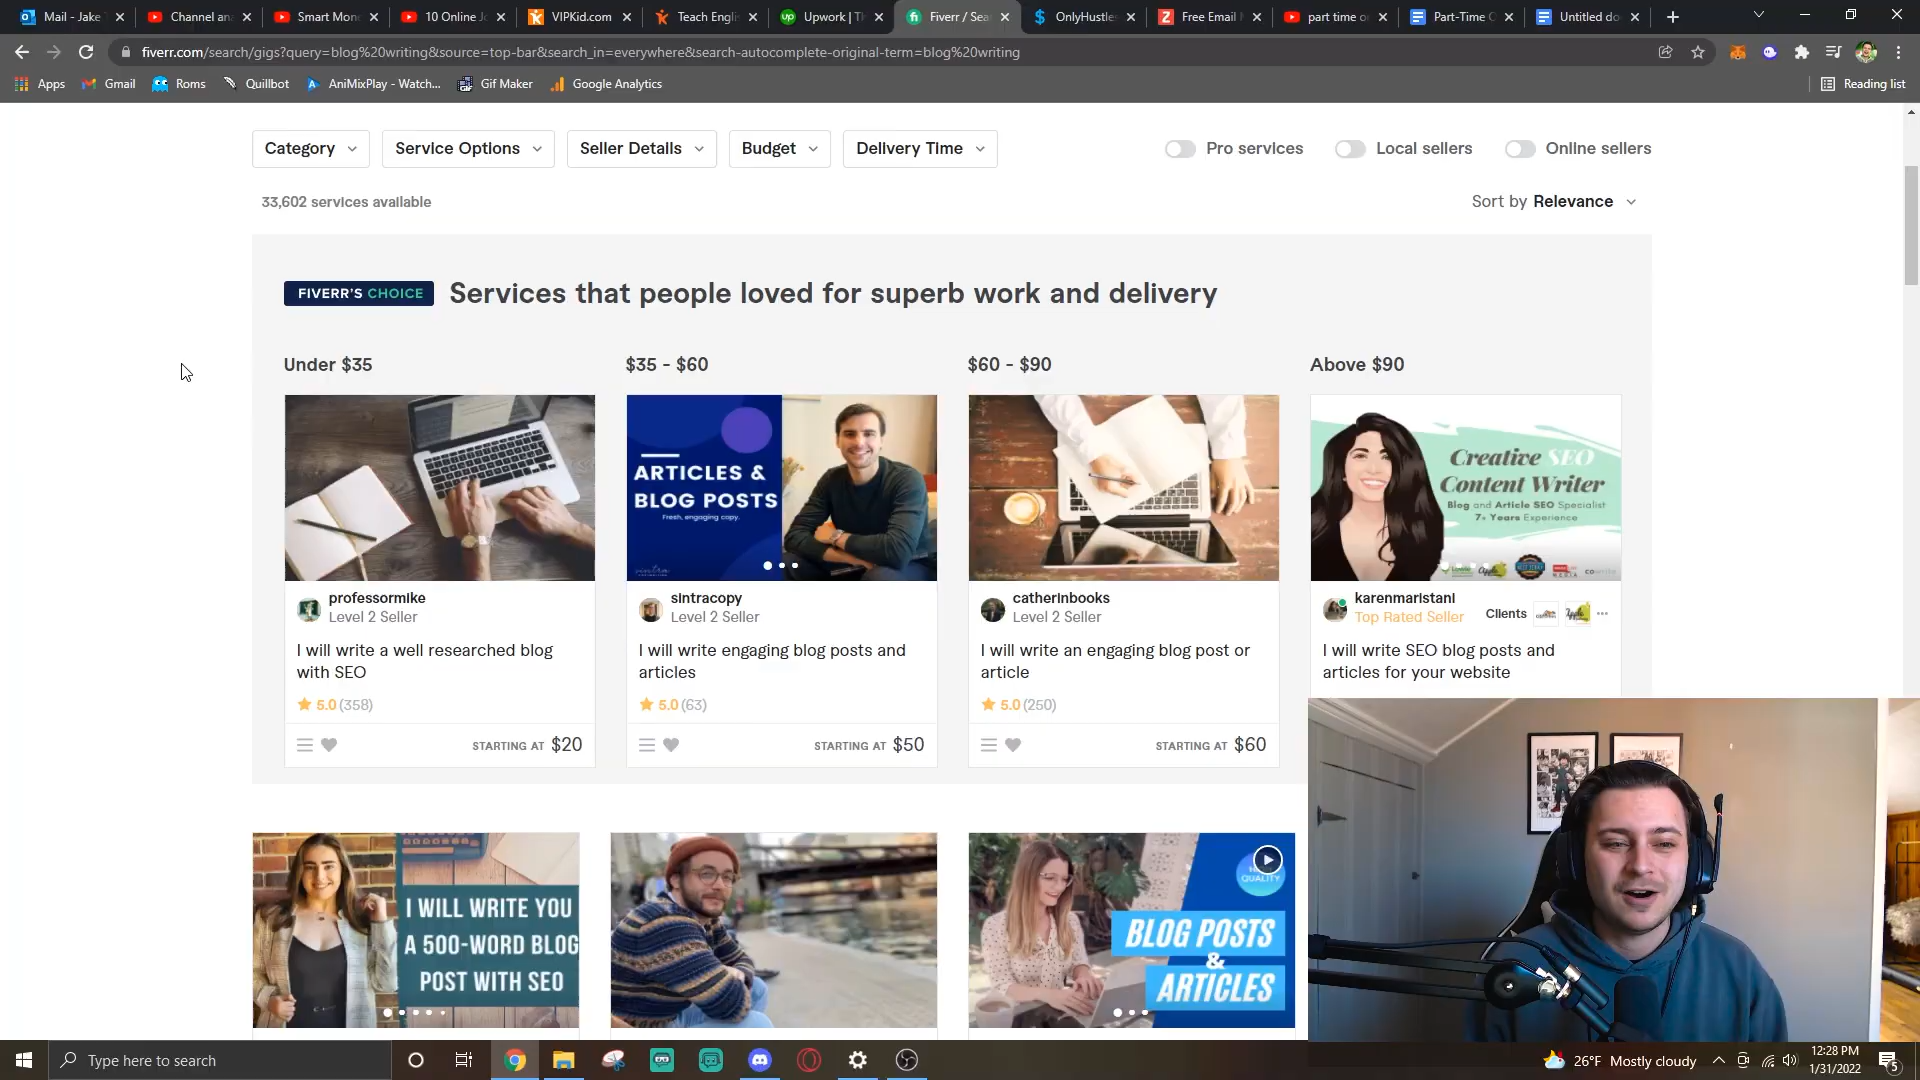 Mail - Jake
Channel an
Smart Mon
10 Online J
VIPKid.com
Teach Engli
Upwork | T
Fiverr / Sea
OnlyHustle
Free Email
part time o
Part-Time
Untitled do
fiverr.com/search/gigs?query=blog%20writing&source=top-bar&search_in=everywhere&search-autocomplete-original-term=blog%20writing
Apps
Gmail
Roms
Quillbot
AniMixPlay - Watch...
Gif Maker
Google Analytics
Reading list
Category
Service Options
Seller Details
Budget
Delivery Time
Pro services
Local sellers
Online sellers
33,602 services available
Sort by Relevance
FIVERR'S CHOICE
Services that people loved for superb work and delivery
Under $35
$35 - $60
$60 - $90
Above $90
ARTICLES &
BLOG POSTS
Fresh, engaging copy.
Creative SEO
Content Writer
Blog and Article SEO Specialist
7+ Years Experience
professormike
Level 2 Seller
I will write a well researched blog
with SEO
5.0 (358)
STARTING AT $20
sintracopy
Level 2 Seller
I will write engaging blog posts and
articles
5.0 (63)
STARTING AT $50
catherinbooks
Level 2 Seller
I will write an engaging blog post or
article
5.0 (250)
STARTING AT $60
karenmaristani
Top Rated Seller
Clients
I will write SEO blog posts and
articles for your website
I WILL WRITE YOU
A 500-WORD BLOG
POST WITH SEO
QUALITY
BLOG POSTS
&
ARTICLES
Type here to search
26°F Mostly cloudy
12:28 PM
1/31/2022
5